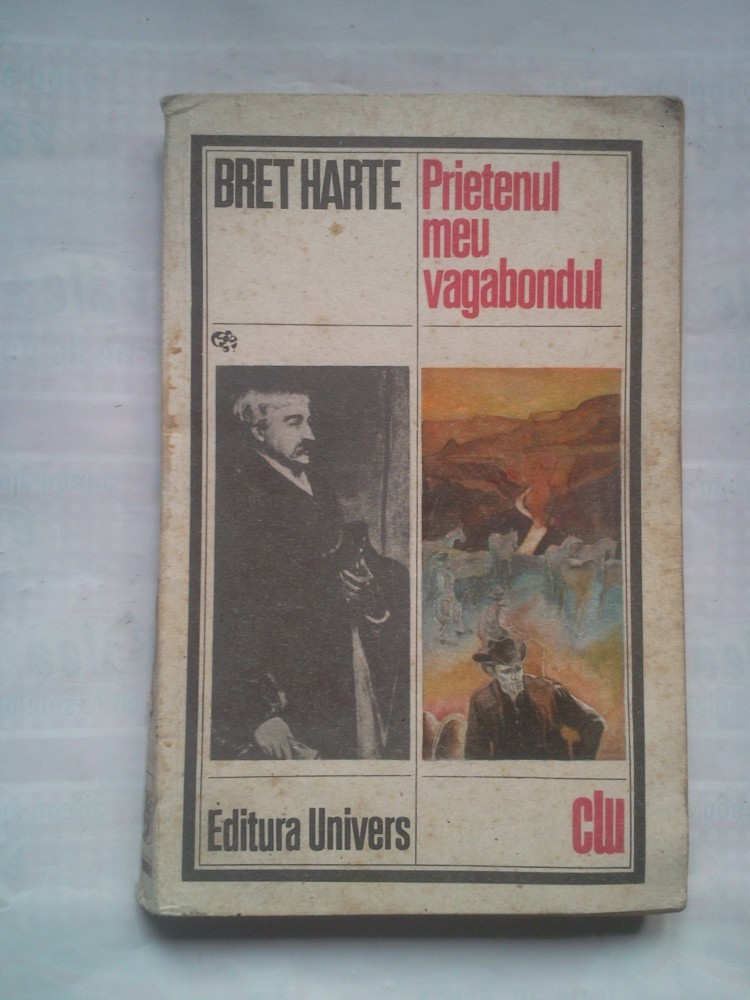 BRET HARTE
Prietenul
meu
vagabondul
Editura Univers
clu